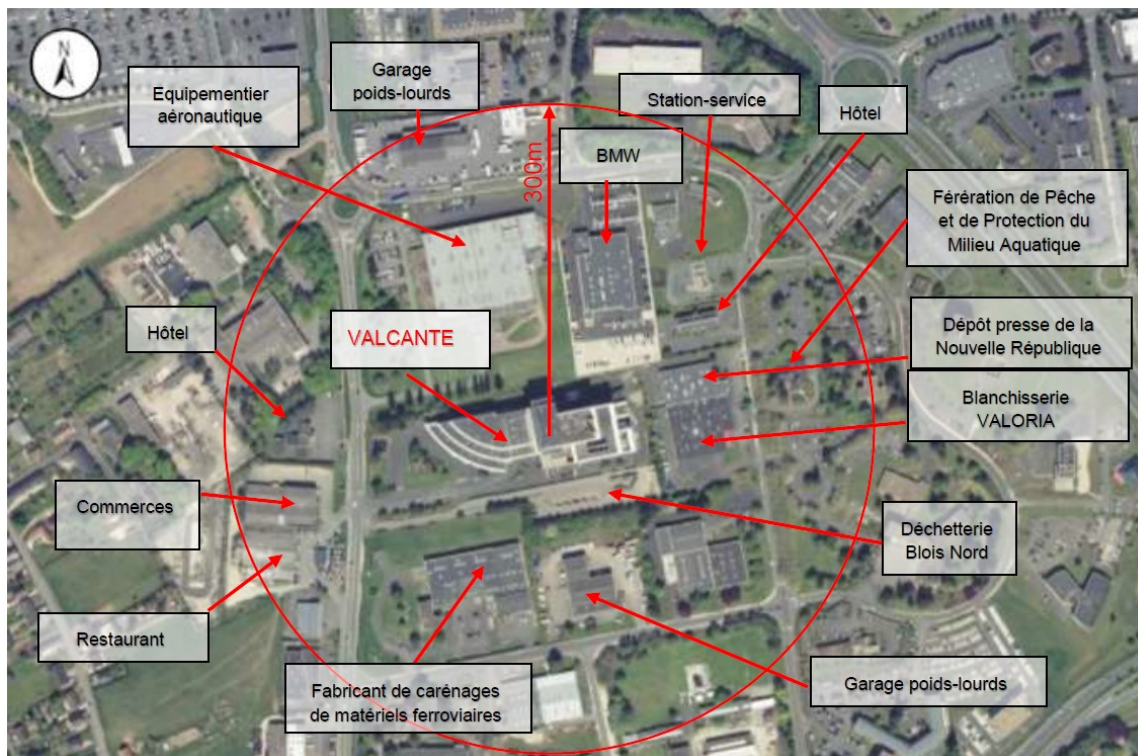 N
Garage
poids-lourds
Equipementier
aéronautique
Station-service
Hôtel
BMW
300m
Férération de Pêche
et de Protection du
Milieu Aquatique
Hôtel
VALCANTE
Dépôt presse de la
Nouvelle République
Blanchisserie
VALORIA
Commerces
Déchetterie
Blois Nord
Restaurant
Fabricant de carénages
de matériels ferroviaires
Garage poids-lourds